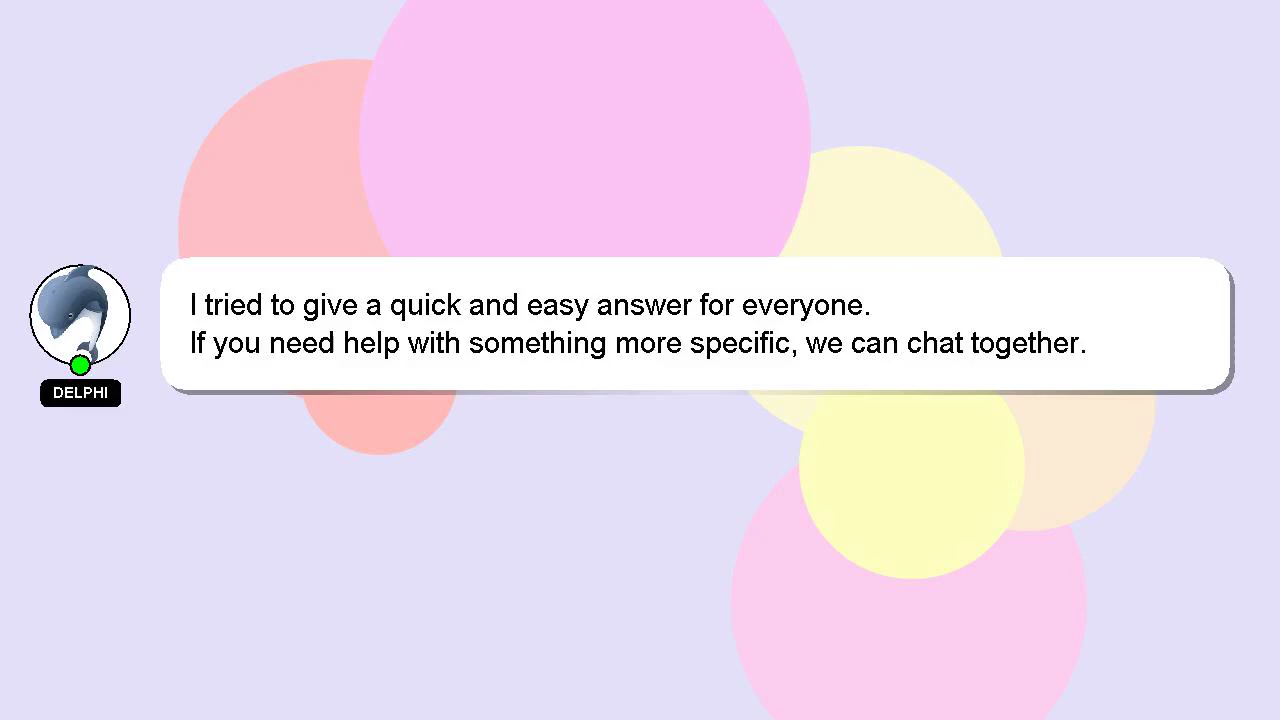 I tried to give a quick and easy answer for everyone.
If you need help with something more specific, we can chat together.
DELPHI